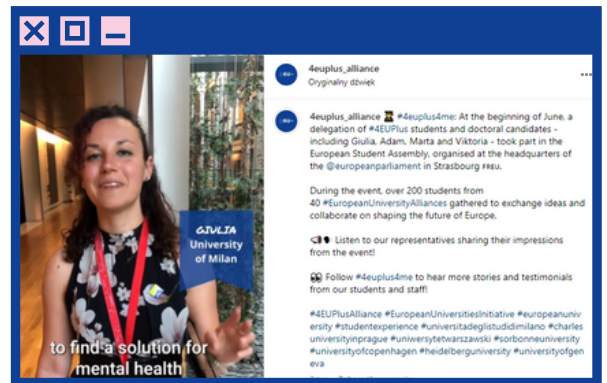 GIULIA
University
of Milan
to find a solution for
mental health
4euplus_alliance
Oryginalny dźwięk
4euplus_alliance ⌛ #4euplus4me: At the beginning of June, a
delegation of #4EUPlus students and doctoral candidates -
including Giulia, Adam, Marta and Viktoria - took part in the
European Student Assembly, organised at the headquarters of
the @europeanparliament in Strasbourg FREU.
During the event, over 200 students from
40 #EuropeanUniversityAlliances gathered to exchange ideas and
collaborate on shaping the future of Europe.
📢🗣 Listen to our representatives sharing their impressions
from the event!
👀 Follow #4euplus4me to hear more stories and testimonials
from our students and staff!
#4EUPlusAlliance #EuropeanUniversitiesInitiative #europeanuniv
ersity #studentexperience #universitadeglistudidimilano #charles
universityinprague #uniwersytetwarszawski #sorbonneuniversity
#universityofcopenhagen #heidelberguniversity #universityofgen
eva